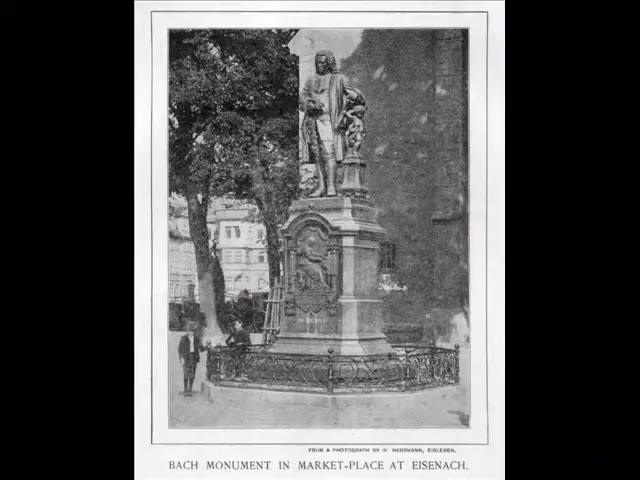 FROM A PHOTOGRAPH BY W. HERRMANN, EISLEBEN.
BACH MONUMENT IN MARKET-PLACE AT EISENACH.